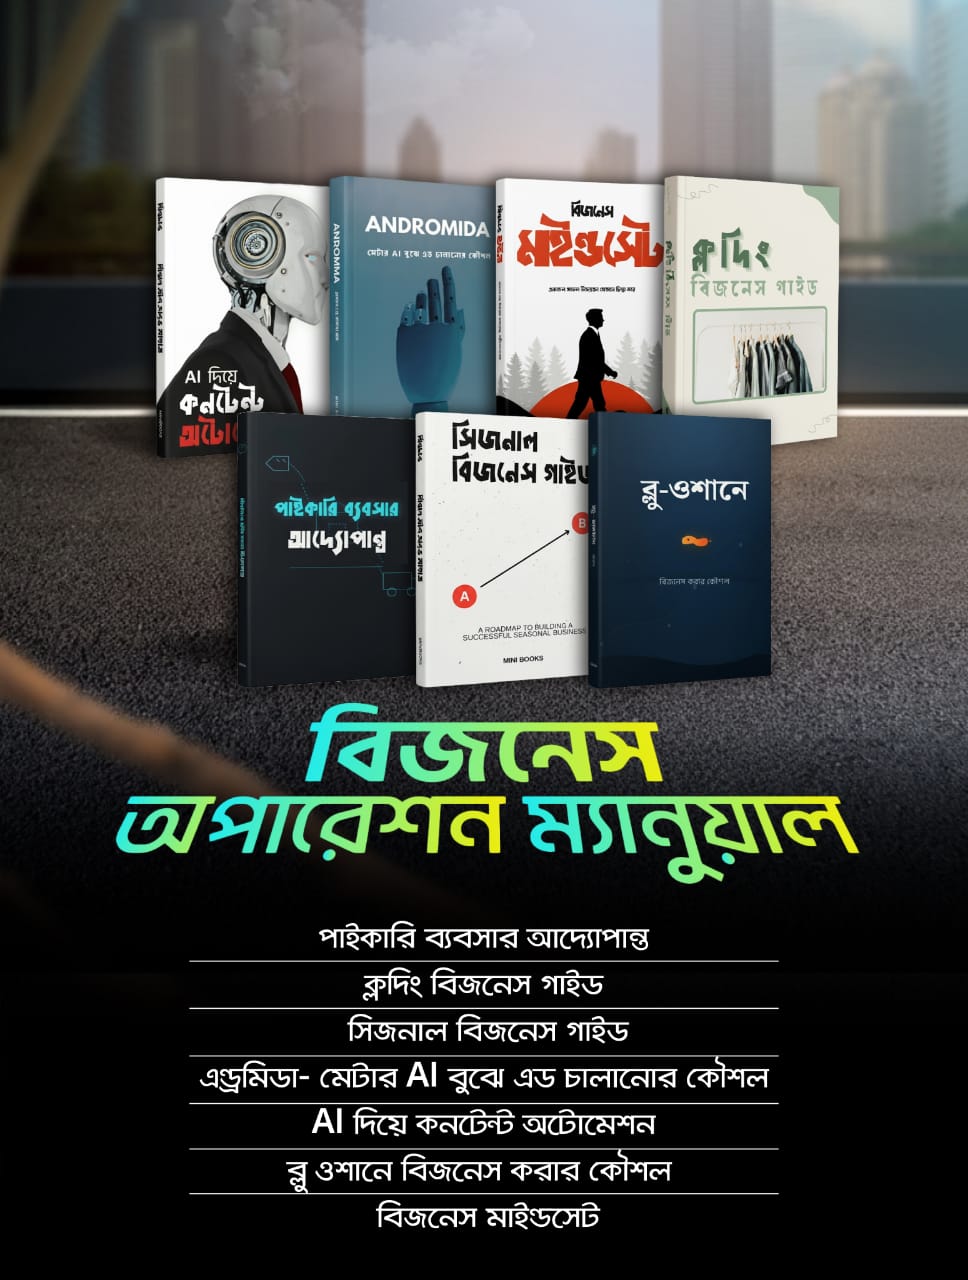 AI দিয়ে
কনটেন্ট
ANDROMIDA
মেটার AI বুঝে এড চালানোর কৌশল
ANROMMA
বিজনেস
মাইন্ডসেট
ক্লদিং
বিজনেস গাইড
পাইকারি ব্যবসার
আদ্যোপান্ত
সিজনাল
বিজনেস গাইড
B
A
A ROADMAP TO BUILDING A
SUCCESSFUL SEASONAL BUSINESS
MINI BOOKS
ব্লু-ওশানে
বিজনেস করার কৌশল
বিজনেস
অপারেশন ম্যানুয়াল
পাইকারি ব্যবসার আদ্যোপান্ত
ক্লদিং বিজনেস গাইড
সিজনাল বিজনেস গাইড
এন্ড্রমিডা- মেটার AI বুঝে এড চালানোর কৌশল
AI দিয়ে কনটেন্ট অটোমেশন
ব্লু ওশানে বিজনেস করার কৌশল
বিজনেস মাইন্ডসেট